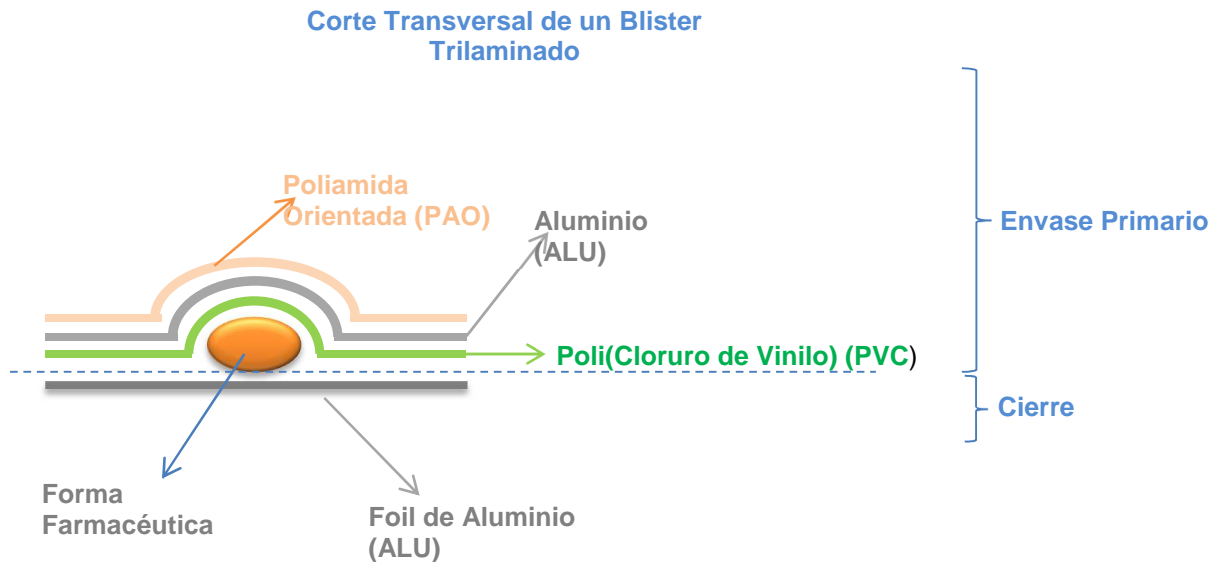 Corte Transversal de un Blister
Trilaminado
Poliamida
Orientada (PAO)
Aluminio
(ALU)
Envase Primario
Poli(Cloruro de Vinilo) (PVC)
Cierre
Forma
Farmacéutica
Foil de Aluminio
(ALU)